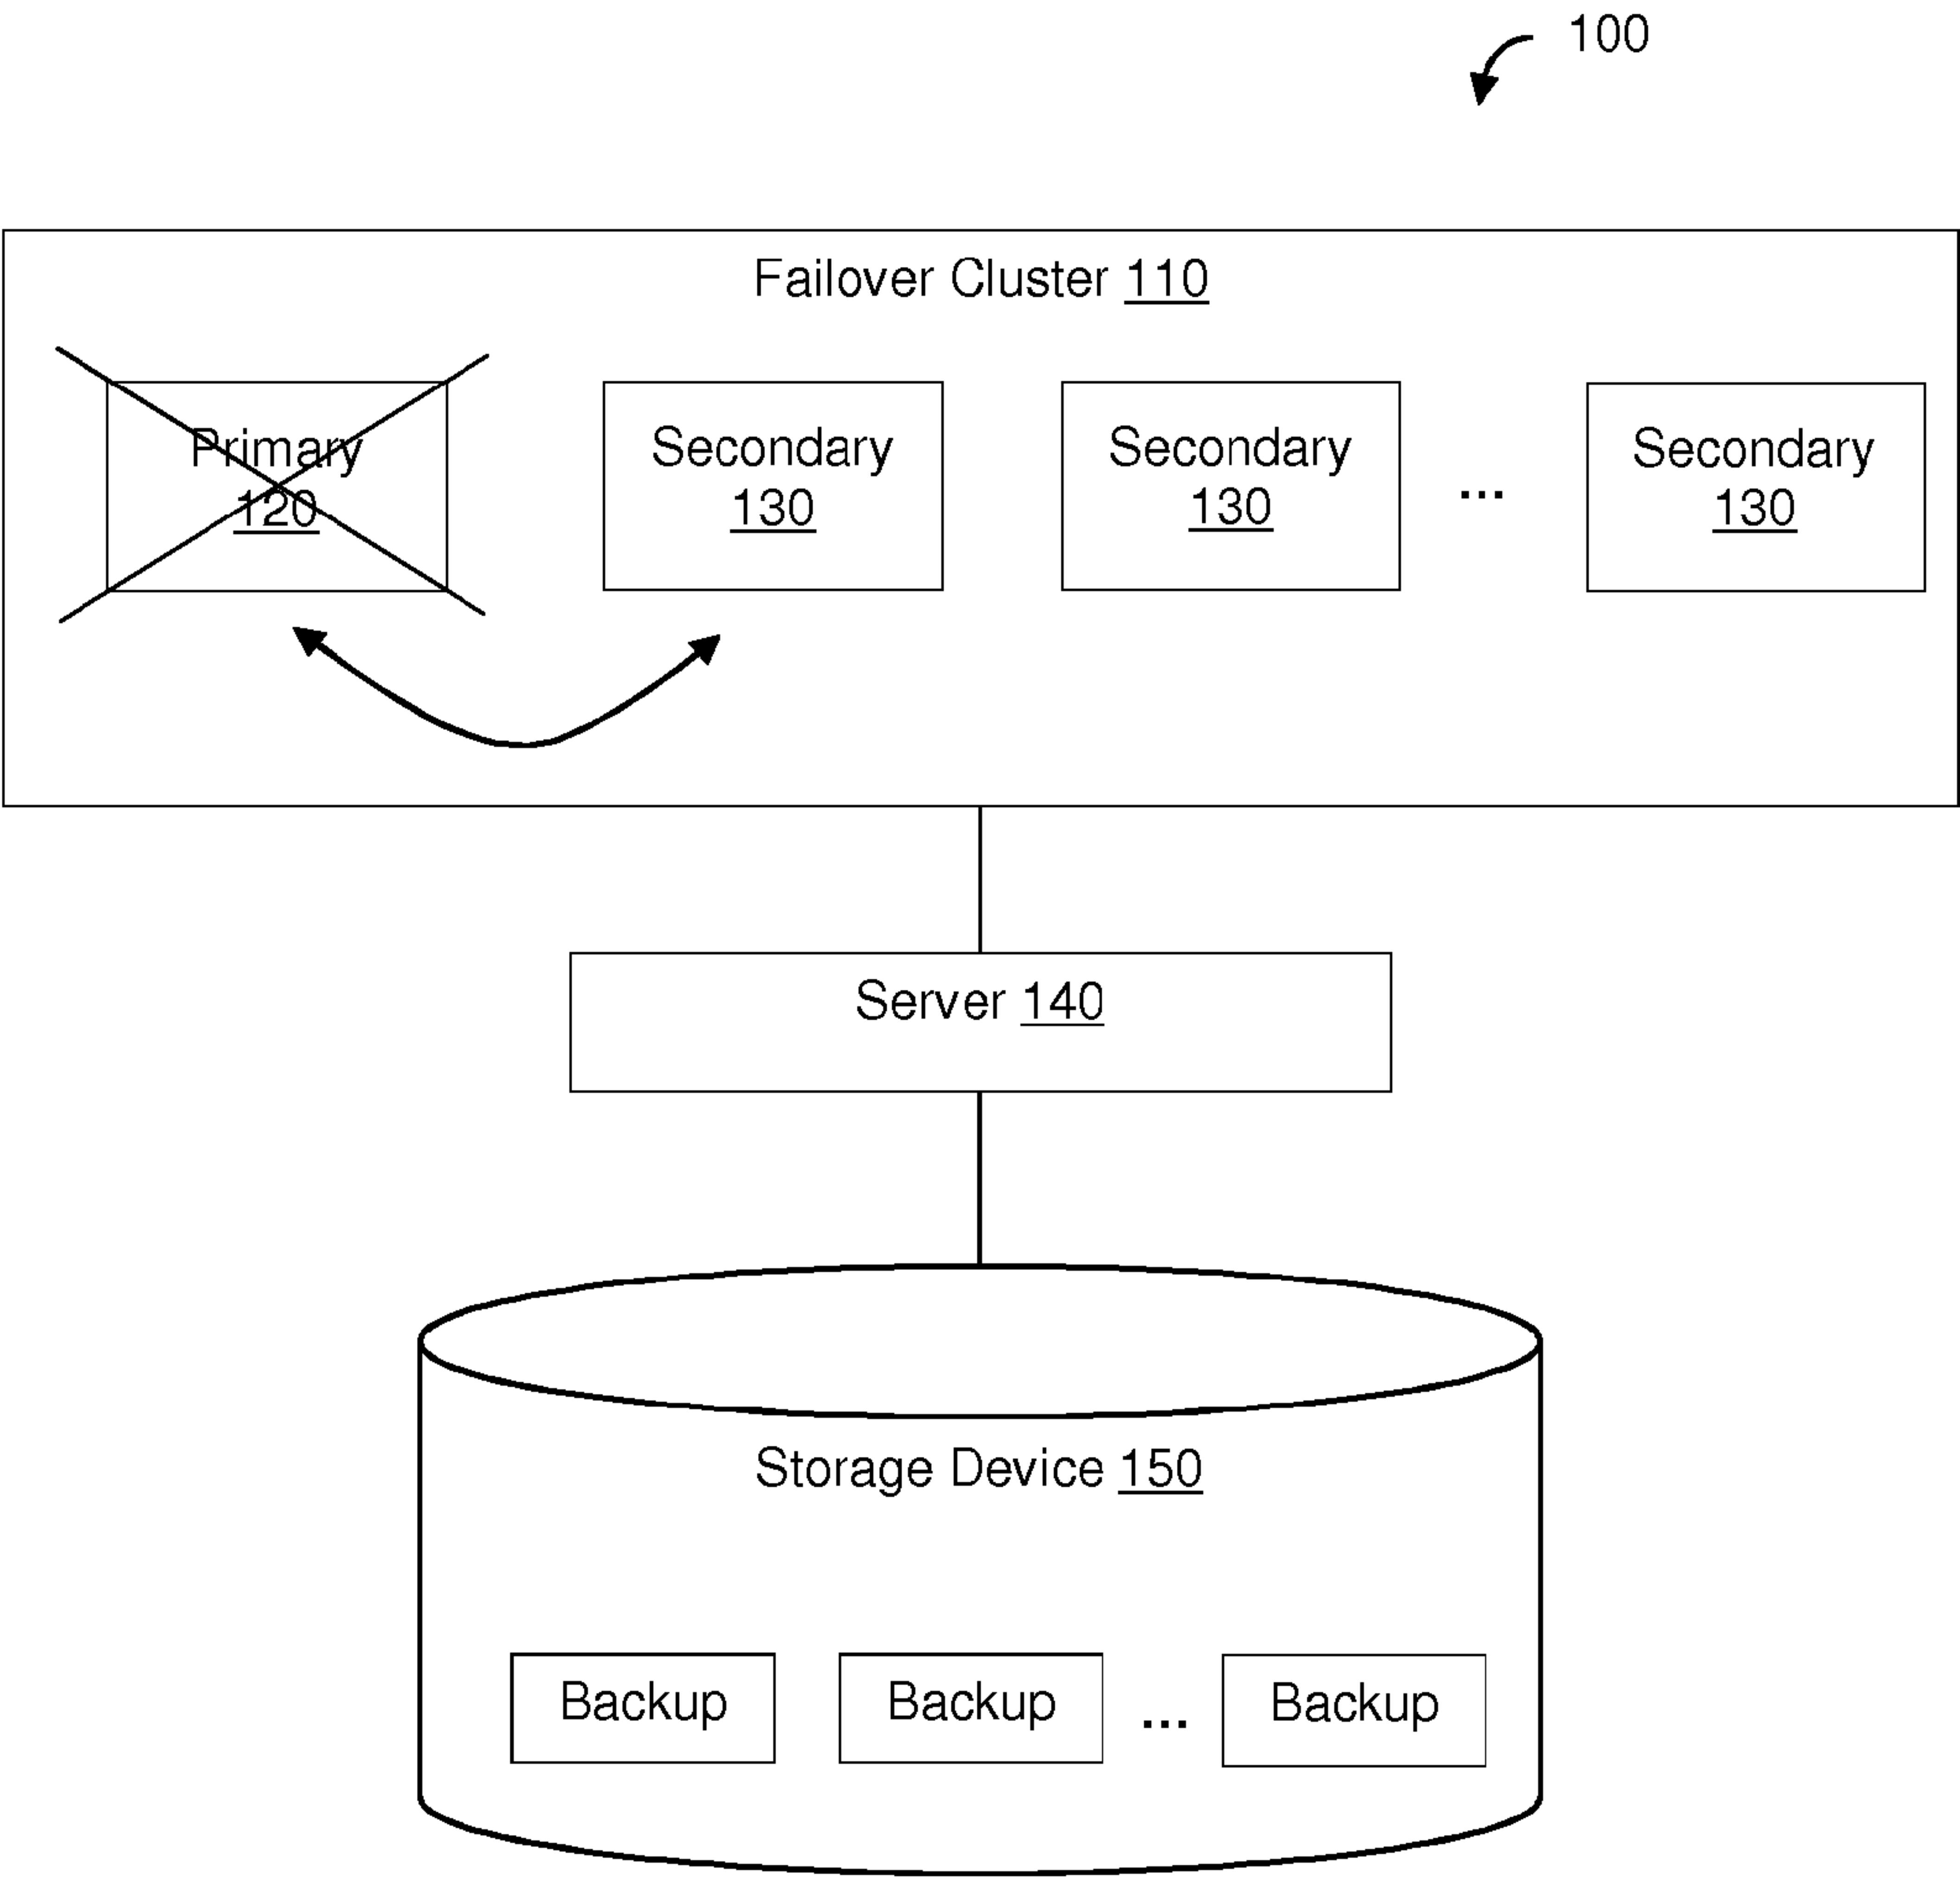 100
Failover Cluster 110
Primary
120
Secondary
130
Secondary
130
...
Secondary
130
Server 140
Storage Device 150
Backup
Backup
...
Backup